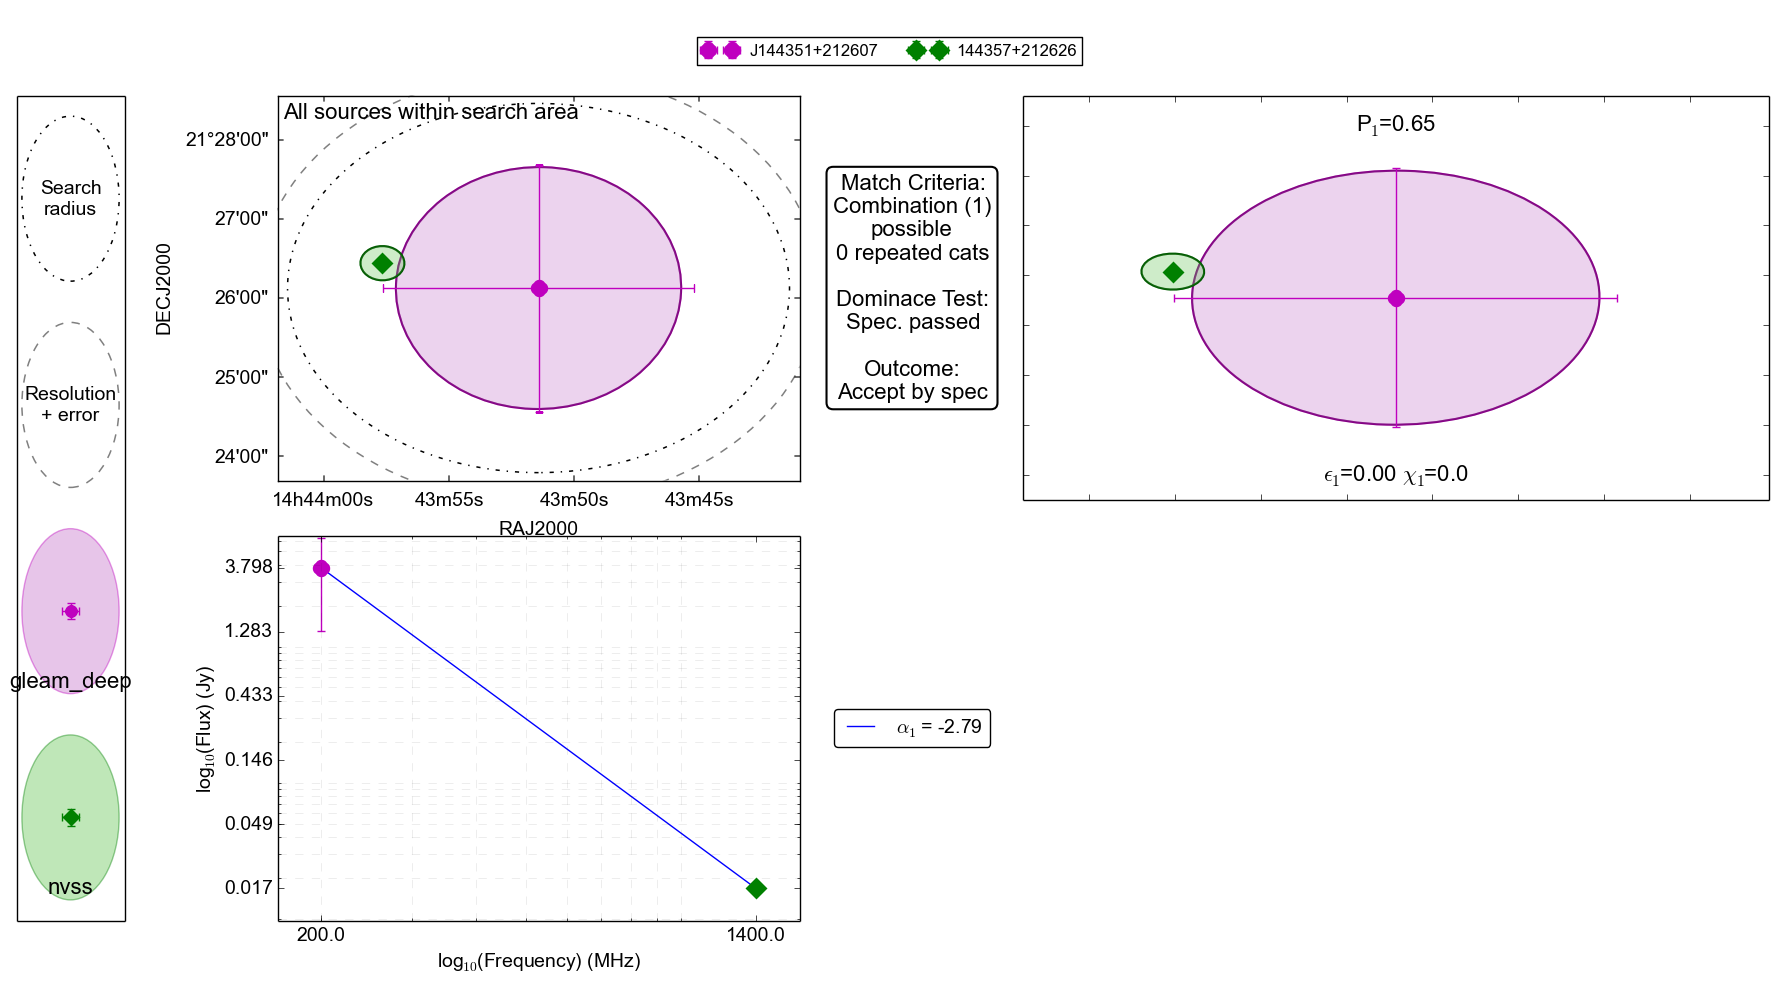 J144351+212607
144357+212626
Search
radius
Resolution
+ error
gleam_deep
nvss
All sources within search area
DECJ2000
21°28'00"
27'00"
26'00"
25'00"
24'00"
14h44m00s
43m55s
43m50s
43m45s
RAJ2000
Match Criteria:
Combination (1)
possible
0 repeated cats
Dominace Test:
Spec. passed
Outcome:
Accept by spec
P₁=0.65
ϵ₁=0.00 χ₁=0.0
log₁₀(Flux) (Jy)
3.798
1.283
0.433
0.146
0.049
0.017
200.0
1400.0
log₁₀(Frequency) (MHz)
α₁ = -2.79